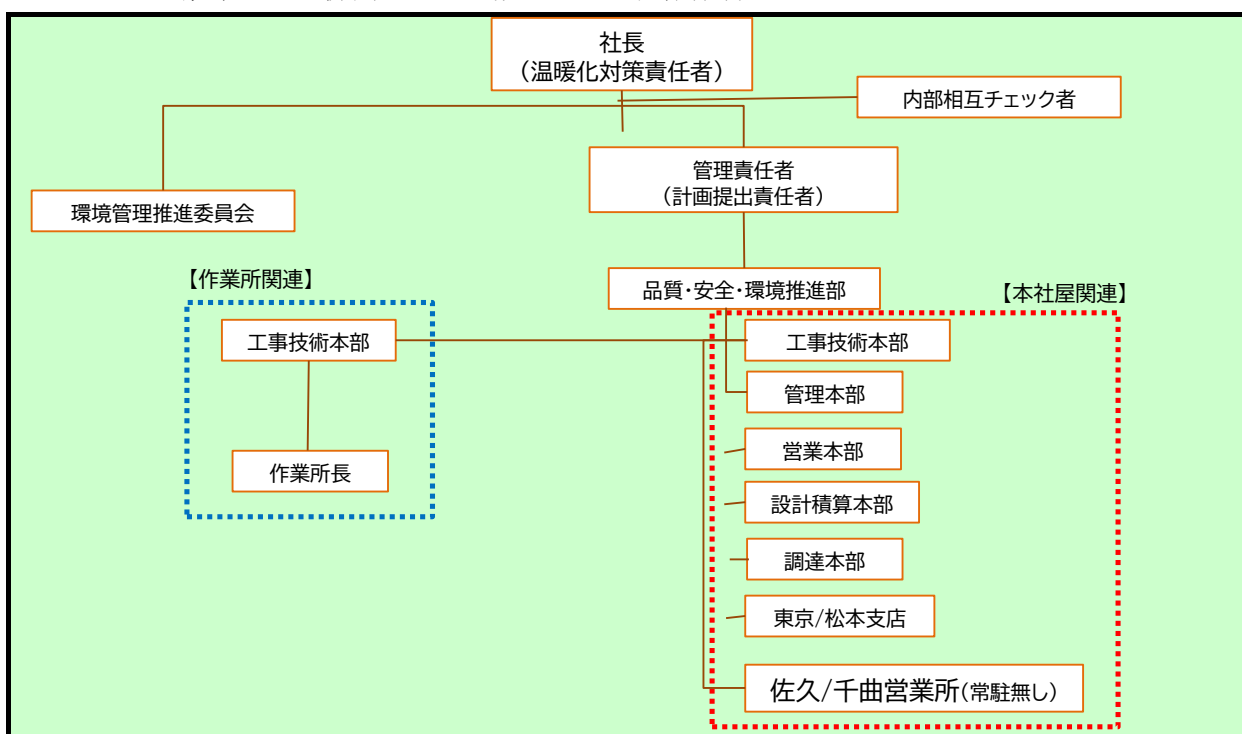 社長
（温暖化対策責任者）
内部相互チェック者
管理責任者
（計画提出責任者）
環境管理推進委員会
【作業所関連】
品質・安全・環境推進部
【本社屋関連】
工事技術本部
工事技術本部
管理本部
営業本部
作業所長
設計積算本部
調達本部
東京/松本支店
佐久/千曲営業所(常駐無し)